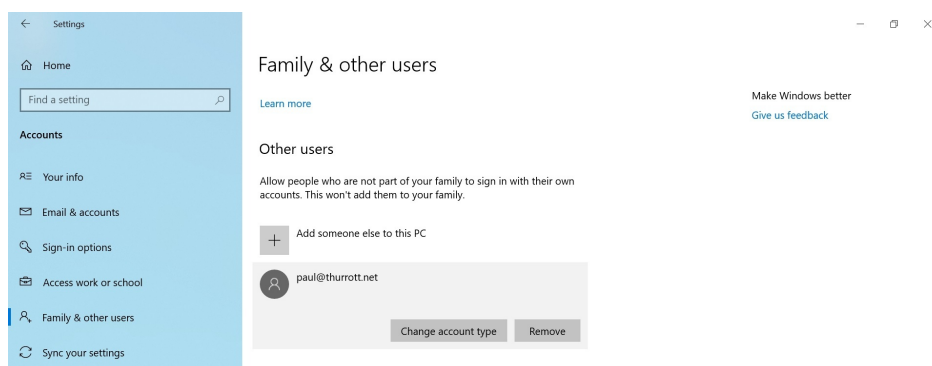 Settings
Home
Find a setting
Accounts
Your info
Email & accounts
Sign-in options
Access work or school
Family & other users
Sync your settings
Family & other users
Learn more
Other users
Allow people who are not part of your family to sign in with their own
accounts. This won't add them to your family.
Add someone else to this PC
paul@thurrott.net
Change account type
Remove
Make Windows better
Give us feedback